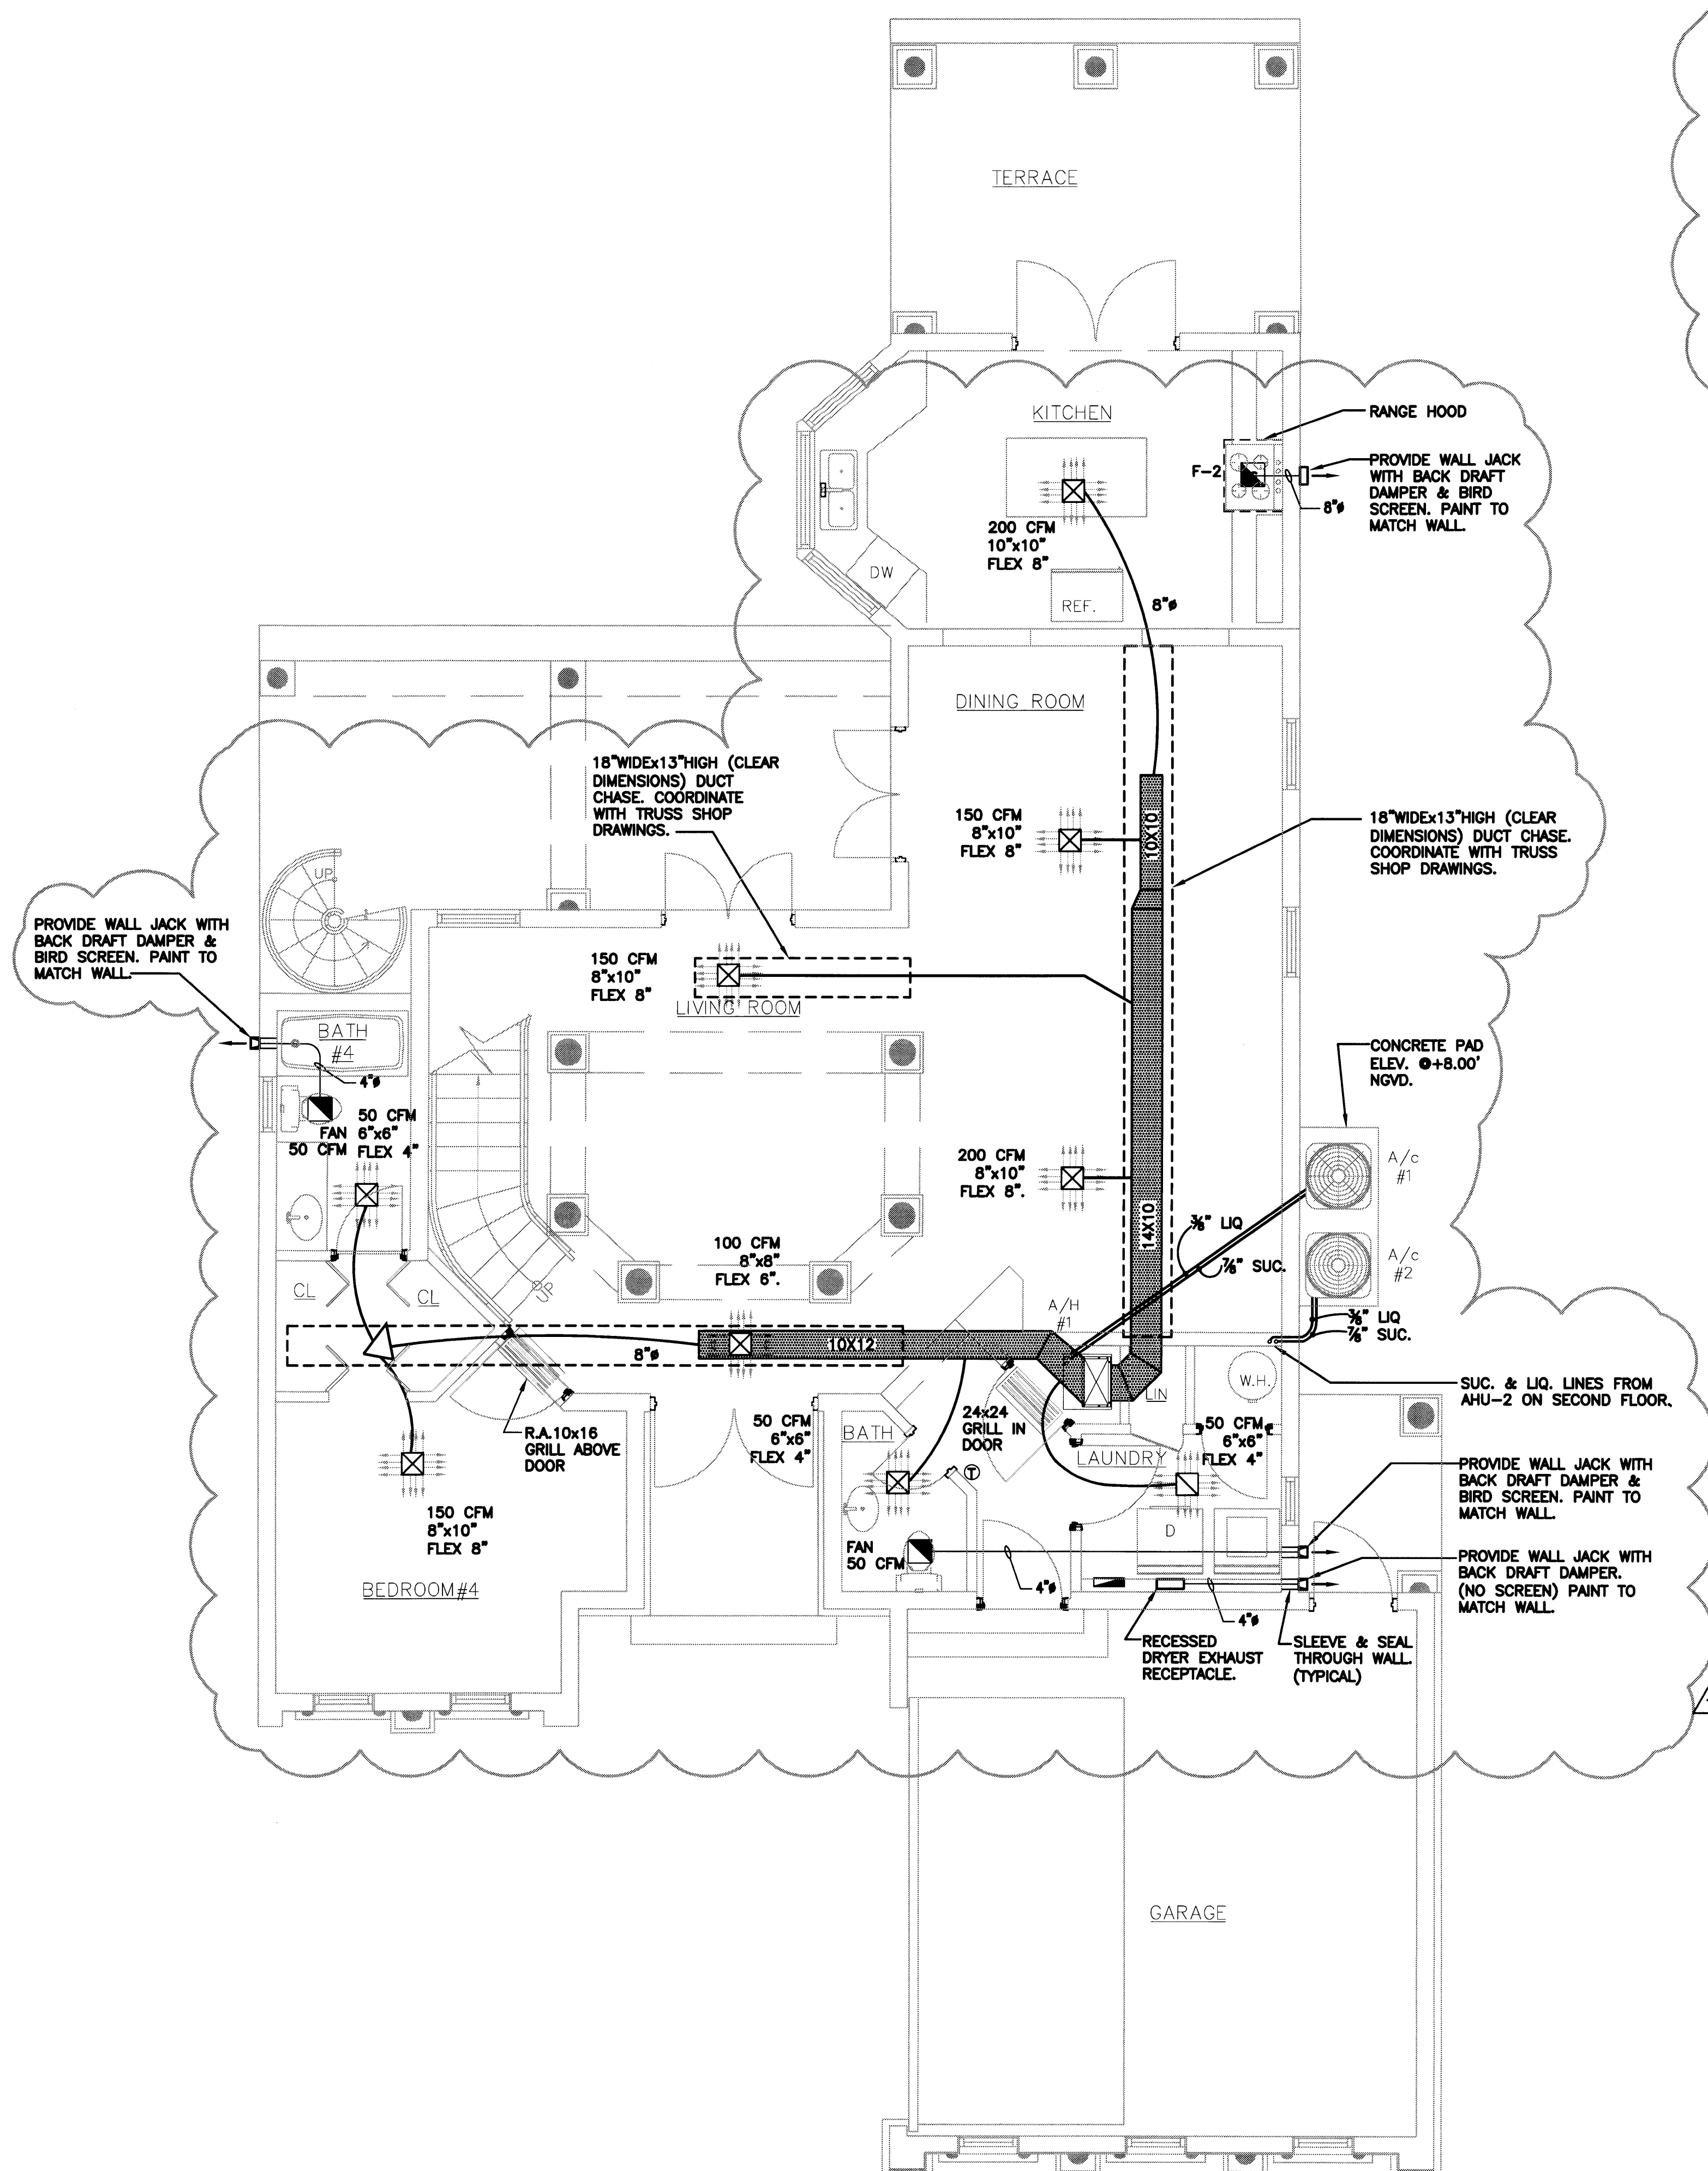 TERRACE
KITCHEN
RANGE HOOD
F-2
PROVIDE WALL JACK
WITH BACK DRAFT
DAMPER & BIRD
SCREEN. PAINT TO
MATCH WALL.
8"ø
200 CFM
10"x10"
FLEX 8"
DW
REF.
8"ø
DINING ROOM
18"WIDEx13"HIGH (CLEAR
DIMENSIONS) DUCT
CHASE. COORDINATE
WITH TRUSS SHOP
DRAWINGS.
150 CFM
8"x10"
FLEX 8"
10X10
18"WIDEx13"HIGH (CLEAR
DIMENSIONS) DUCT CHASE.
COORDINATE WITH TRUSS
SHOP DRAWINGS.
UP
PROVIDE WALL JACK WITH
BACK DRAFT DAMPER &
BIRD SCREEN. PAINT TO
MATCH WALL.
150 CFM
8"x10"
FLEX 8"
LIVING ROOM
BATH
#4
4"ø
CONCRETE PAD
ELEV. @+8.00'
NGVD.
50 CFM
6"x6"
FLEX 4"
FAN
50 CFM
200 CFM
8"x10"
FLEX 8".
14X10
A/c
#1
3/8" LIQ
7/8" SUC.
100 CFM
8"x8"
FLEX 6".
A/c
#2
CL
CL
UP
A/H
#1
3/8" LIQ
7/8" SUC.
8"ø
10X12
W.H.
LIN
SUC. & LIQ. LINES FROM
AHU-2 ON SECOND FLOOR.
R.A.10x16
GRILL ABOVE
DOOR
50 CFM
6"x6"
FLEX 4"
BATH
24x24
GRILL IN
DOOR
T
LAUNDRY
50 CFM
6"x6"
FLEX 4"
PROVIDE WALL JACK WITH
BACK DRAFT DAMPER &
BIRD SCREEN. PAINT TO
MATCH WALL.
150 CFM
8"x10"
FLEX 8"
D
FAN
50 CFM
4"ø
PROVIDE WALL JACK WITH
BACK DRAFT DAMPER.
(NO SCREEN) PAINT TO
MATCH WALL.
BEDROOM#4
4"ø
RECESSED
DRYER EXHAUST
RECEPTACLE.
SLEEVE & SEAL
THROUGH WALL.
(TYPICAL)
GARAGE